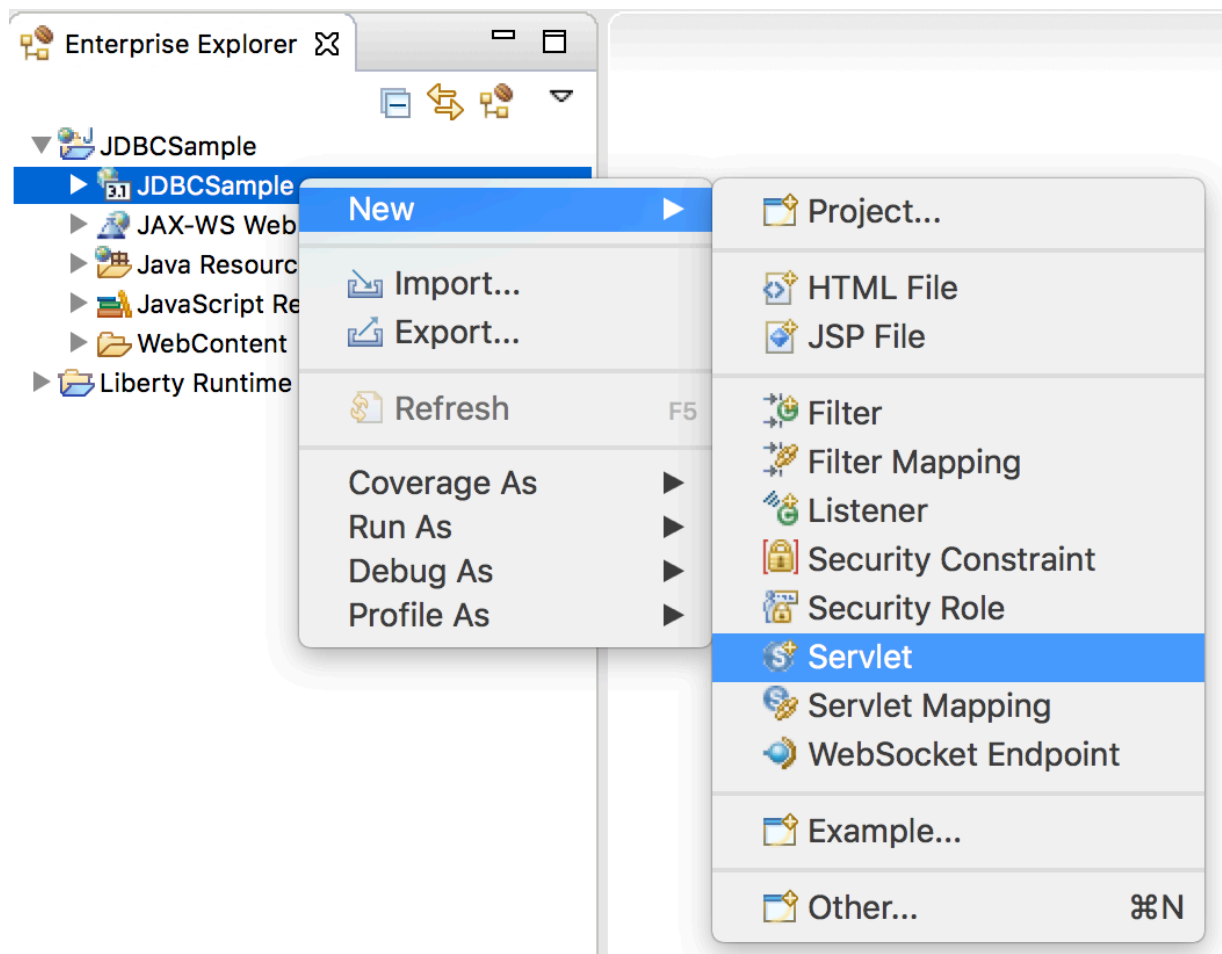 Enterprise Explorer
JDBCSample
3.1 JDBCSample
JAX-WS Web
Java Resourc
JavaScript Re
WebContent
Liberty Runtime
New
Import...
Export...
Refresh F5
Coverage As
Run As
Debug As
Profile As
Project...
HTML File
JSP File
Filter
Filter Mapping
Listener
Security Constraint
Security Role
Servlet
Servlet Mapping
WebSocket Endpoint
Example...
Other... ⌘N